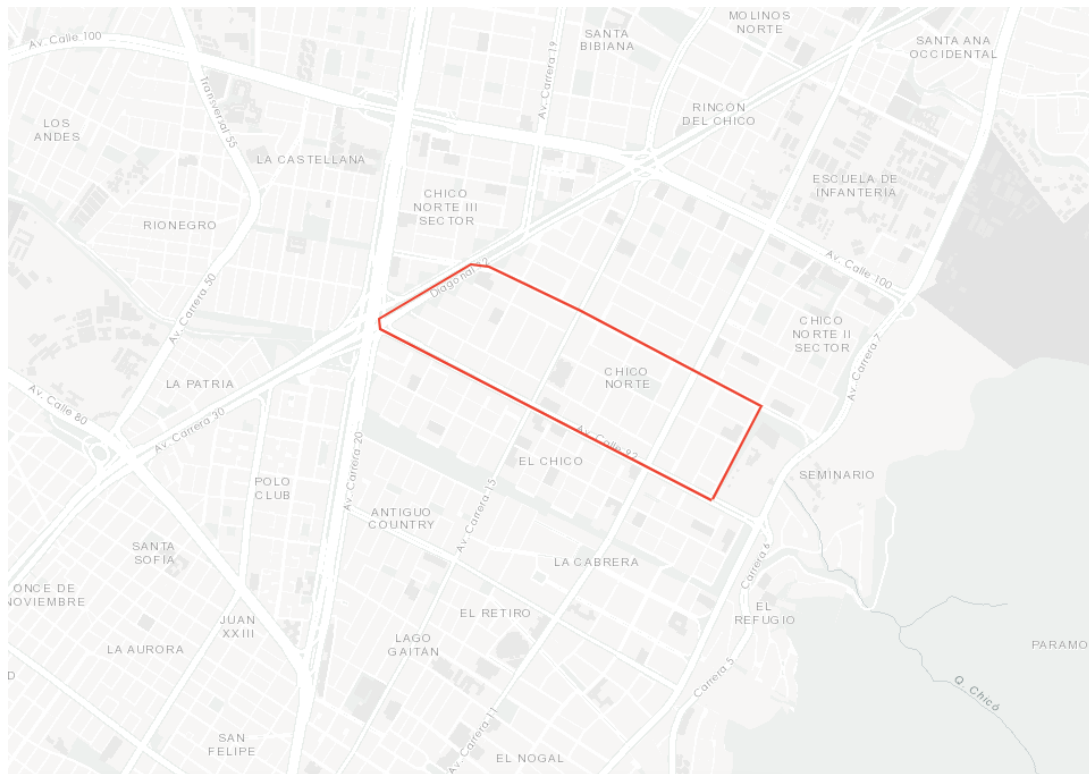 MOLINOS
NORTE
SANTA
BIBIANA
SANTA ANA
OCCIDENTAL
Av. Calle 100
Av. Carrera 19
Transversal 55
RINCON
DEL CHICO
LOS
ANDES
LA CASTELLANA
ESCUELA DE
INFANTERIA
CHICO
NORTE III
SECTOR
RIONEGRO
Av. Calle 100
Diagonal 92
Av. Carrera 50
CHICO
NORTE II
SECTOR
Av. Carrera 7
LA PATRIA
CHICO
NORTE
Av. Calle 80
Av. Carrera 30
Av. Calle 92
EL CHICO
SEMINARIO
Av. Carrera 20
POLO
CLUB
Av. Carrera 15
ANTIGUO
COUNTRY
SANTA
SOFIA
LA CABRERA
Carrera 6
ONCE DE
NOVIEMBRE
EL RETIRO
EL
REFUGIO
JUAN
XXIII
LAGO
GAITAN
LA AURORA
PARAMO
D
Carrera 5
Q. Chicó
Av. Carrera 11
SAN
FELIPE
EL NOGAL